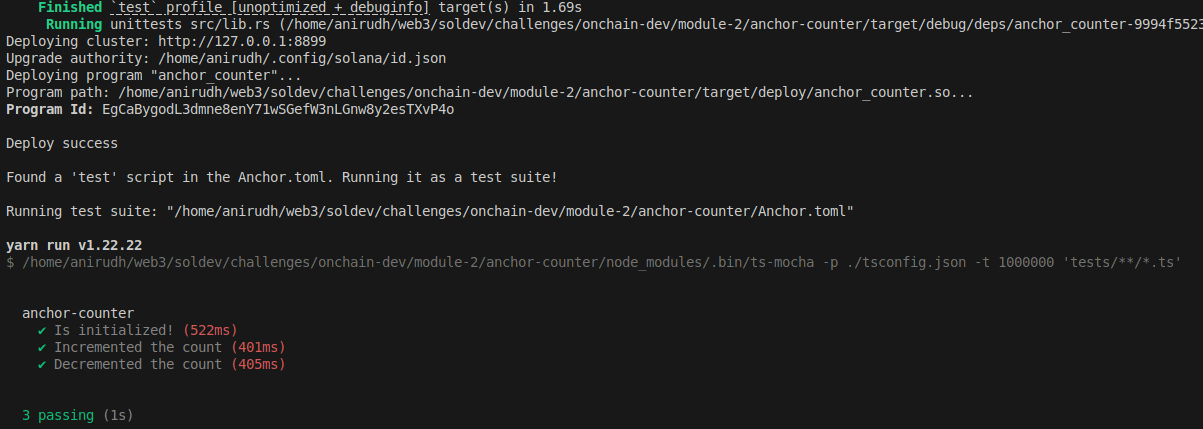 Finished `test` profile [unoptimized + debuginfo] target(s) in 1.69s
Running unittests src/lib.rs (/home/anirudh/web3/soldev/challenges/onchain-dev/module-2/anchor-counter/target/debug/deps/anchor_counter-9994f5523
Deploying cluster: http://127.0.0.1:8899
Upgrade authority: /home/anirudh/.config/solana/id.json
Deploying program "anchor_counter"...
Program path: /home/anirudh/web3/soldev/challenges/onchain-dev/module-2/anchor-counter/target/deploy/anchor_counter.so...
Program Id: EgCaBygodL3dmne8enY71wSGefW3nLGnw8y2esTXvP4o
Deploy success
Found a 'test' script in the Anchor.toml. Running it as a test suite!
Running test suite: "/home/anirudh/web3/soldev/challenges/onchain-dev/module-2/anchor-counter/Anchor.toml"
yarn run v1.22.22
$ /home/anirudh/web3/soldev/challenges/onchain-dev/module-2/anchor-counter/node_modules/.bin/ts-mocha -p ./tsconfig.json -t 1000000 'tests/**/*.ts'
anchor-counter
✔ Is initialized! (522ms)
✔ Incremented the count (401ms)
✔ Decremented the count (405ms)
3 passing (1s)